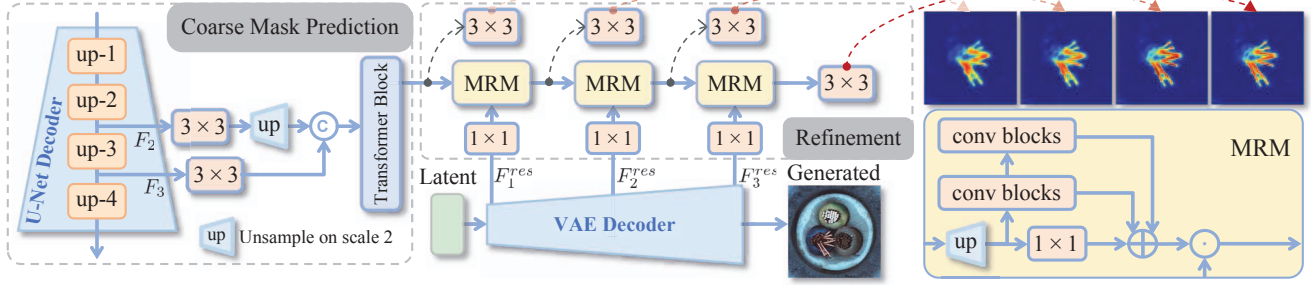 Coarse Mask Prediction
up-1
up-2
up-3
up-4
U-Net Decoder
F₂
F₃
3 × 3
up
3 × 3
C
Transformer Block
up
Unsample on scale 2
3 × 3
3 × 3
3 × 3
MRM
MRM
MRM
3 × 3
1 × 1
1 × 1
1 × 1
Refinement
F₁ʳᵉˢ
F₂ʳᵉˢ
F₃ʳᵉˢ
Latent
VAE Decoder
Generated
MRM
conv blocks
conv blocks
up
1 × 1